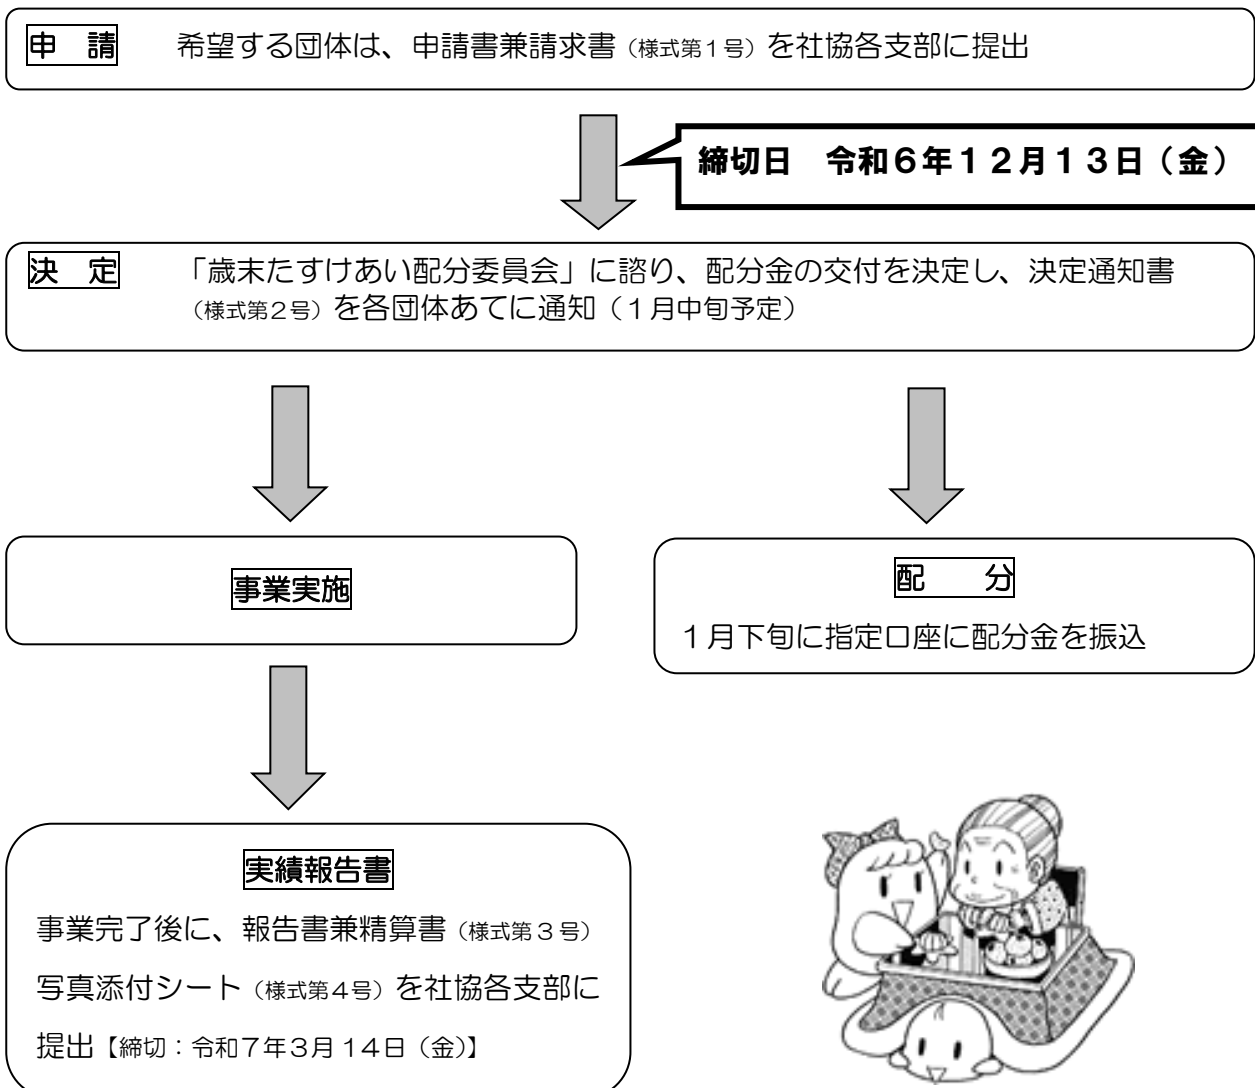 申　請　希望する団体は、申請書兼請求書（様式第１号）を社協各支部に提出
締切日　令和６年１２月１３日（金）
決　定　「歳末たすけあい配分委員会」に諮り、配分金の交付を決定し、決定通知書
（様式第２号）を各団体あてに通知（１月中旬予定）
事業実施
配　分
１月下旬に指定口座に配分金を振込
実績報告書
事業完了後に、報告書兼精算書（様式第３号）
写真添付シート（様式第４号）を社協各支部に
提出【締切：令和７年３月14日（金）】